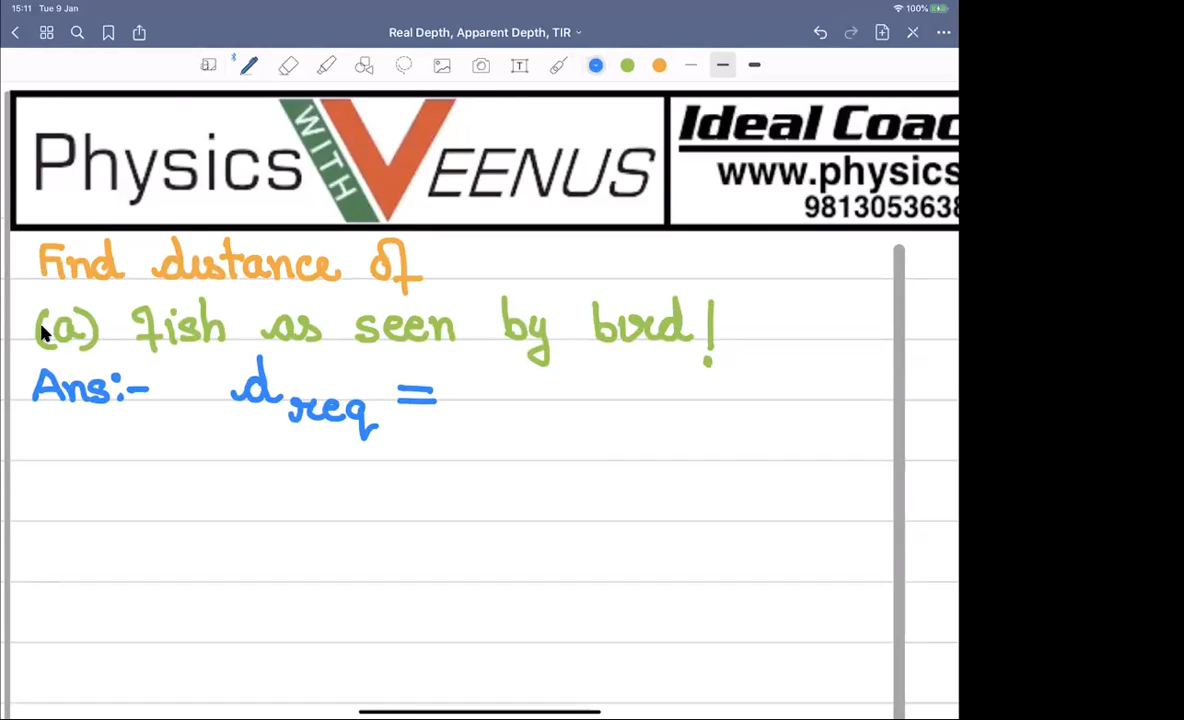 15:11 Tue 9 Jan
100%
Real Depth, Apparent Depth, TIR
Physics WITH VEENUS
Ideal Coac
www.physics
9813053638
Find distance of
(a) fish as seen by bird!
Ans:- d req =